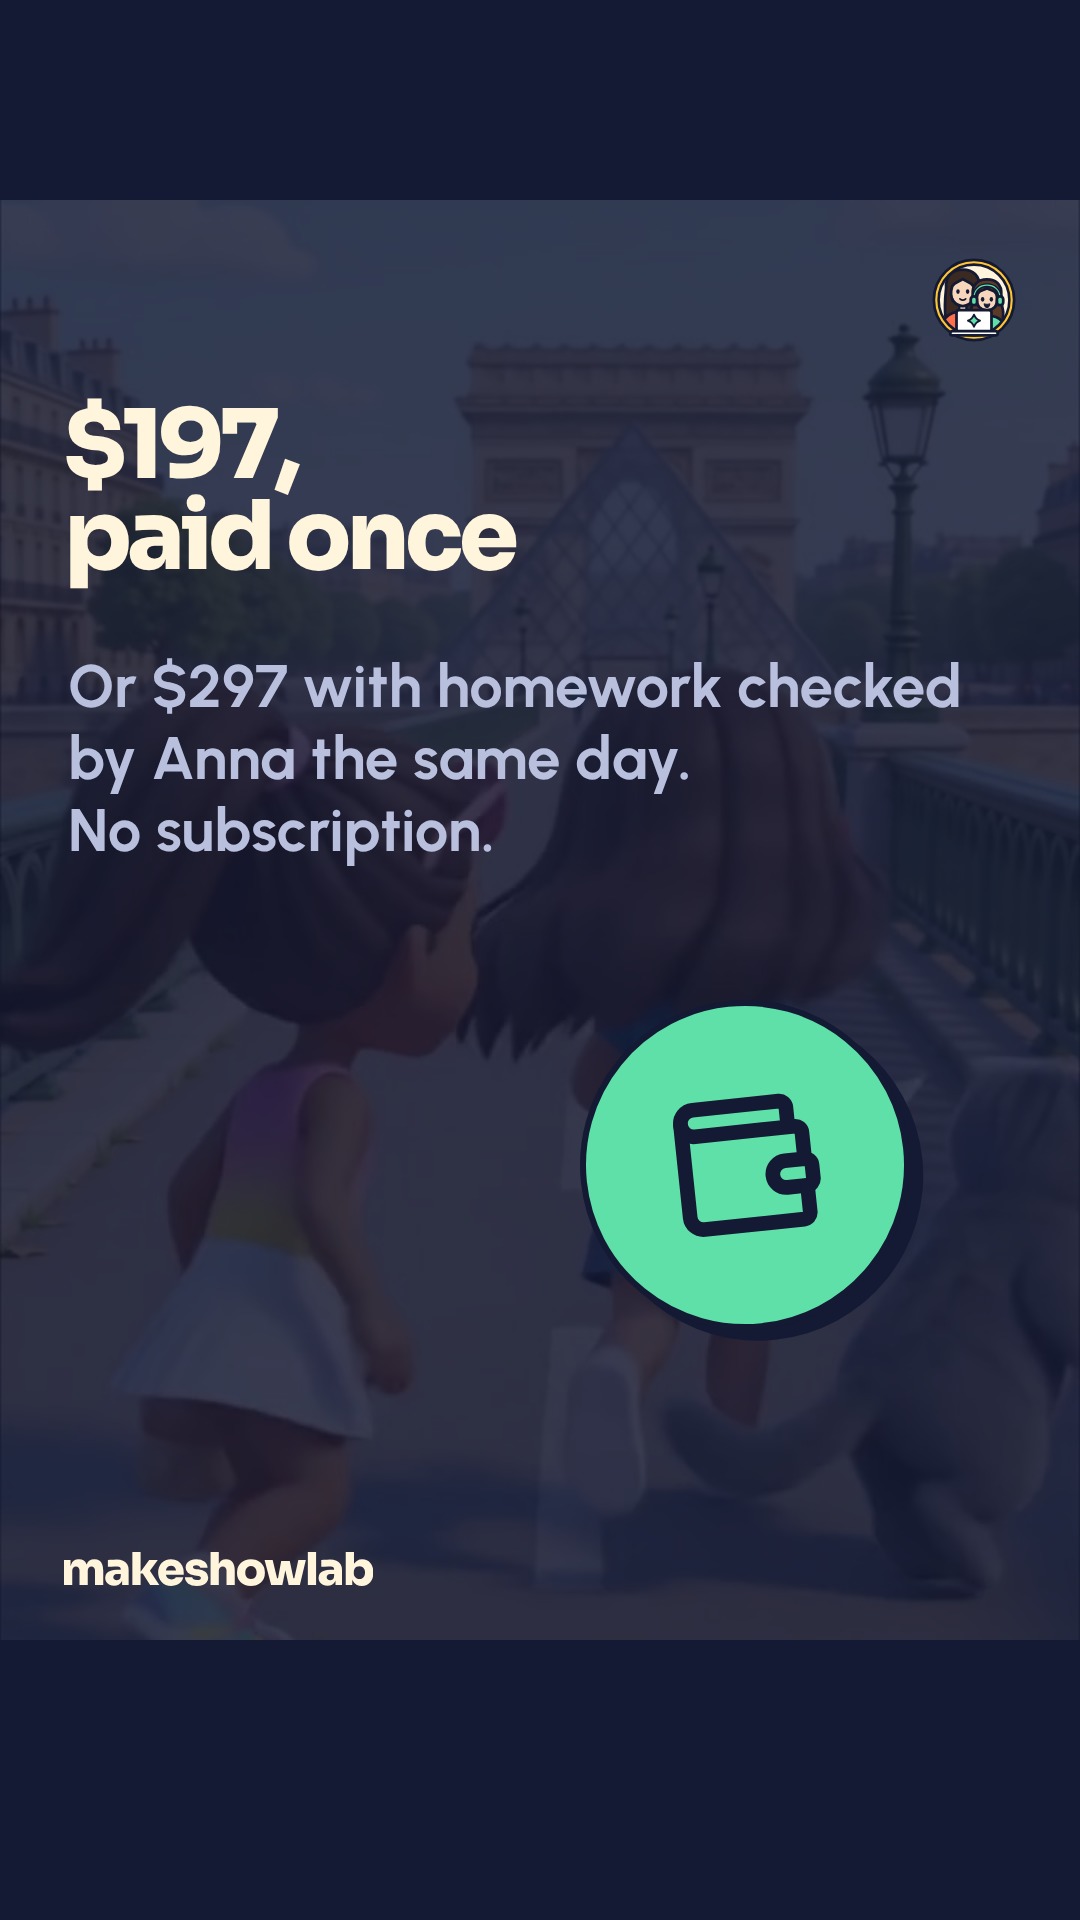 $197,
paid once
Or $297 with homework checked
by Anna the same day.
No subscription.
makeshowlab